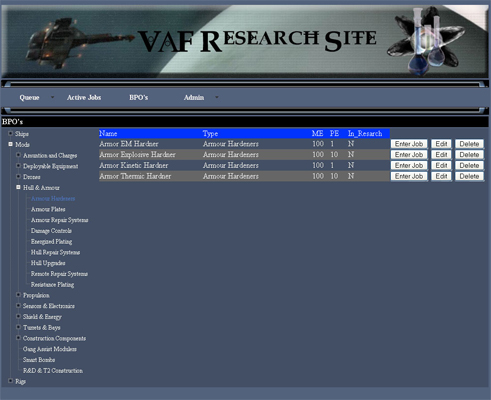 VAF RESEARCH SITE
Queue Active Jobs BPO's Admin
BPO's
Ships
Mods
Amunition and Charges
Deployable Equipment
Drones
Hull & Armour
Armour Hardeners
Armour Plates
Armour Repair Systems
Damage Controls
Energized Plating
Hull Repair Systems
Hull Upgrades
Remote Repair Systems
Resistance Plating
Propulsion
Sensors & Electronics
Shield & Energy
Turrets & Bays
Construction Components
Gang Assist Modulers
Smart Bombs
R&D & T2 Construction
Rigs
Name Type ME PE In_Resarch
Armor EM Hardner Armour Hardeners 100 1 N Enter Job Edit Delete
Armor Explosive Hardner Armour Hardeners 100 10 N Enter Job Edit Delete
Armor Kinetic Hardner Armour Hardeners 100 1 N Enter Job Edit Delete
Armor Thermic Hardner Armour Hardeners 100 10 N Enter Job Edit Delete